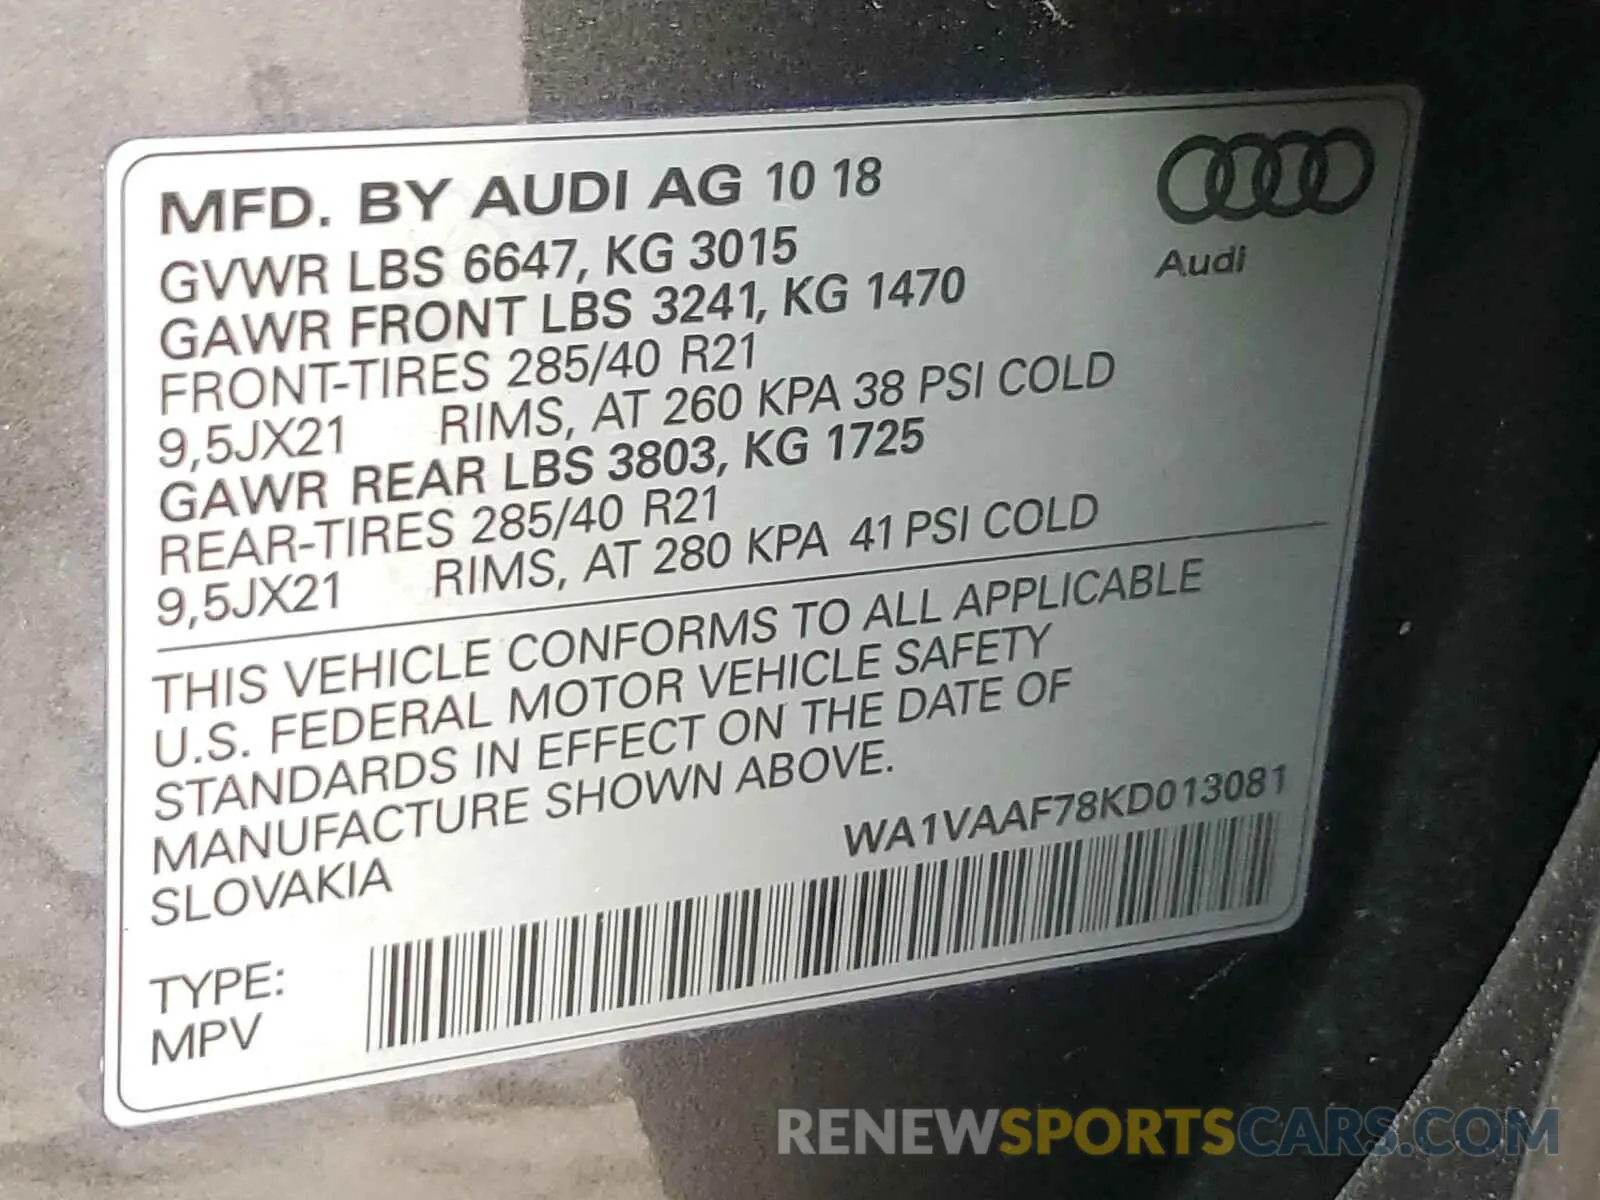 MFD. BY AUDI AG 10 18
GVWR LBS 6647, KG 3015
GAWR FRONT LBS 3241, KG 1470
FRONT-TIRES 285/40 R21
9,5JX21 RIMS, AT 260 KPA 38 PSI COLD
GAWR REAR LBS 3803, KG 1725
REAR-TIRES 285/40 R21
9,5JX21 RIMS, AT 280 KPA 41 PSI COLD
Audi
THIS VEHICLE CONFORMS TO ALL APPLICABLE
U.S. FEDERAL MOTOR VEHICLE SAFETY
STANDARDS IN EFFECT ON THE DATE OF
MANUFACTURE SHOWN ABOVE.
SLOVAKIA
WA1VAAF78KD013081
TYPE:
MPV
RENEWSPORTSCARS.COM